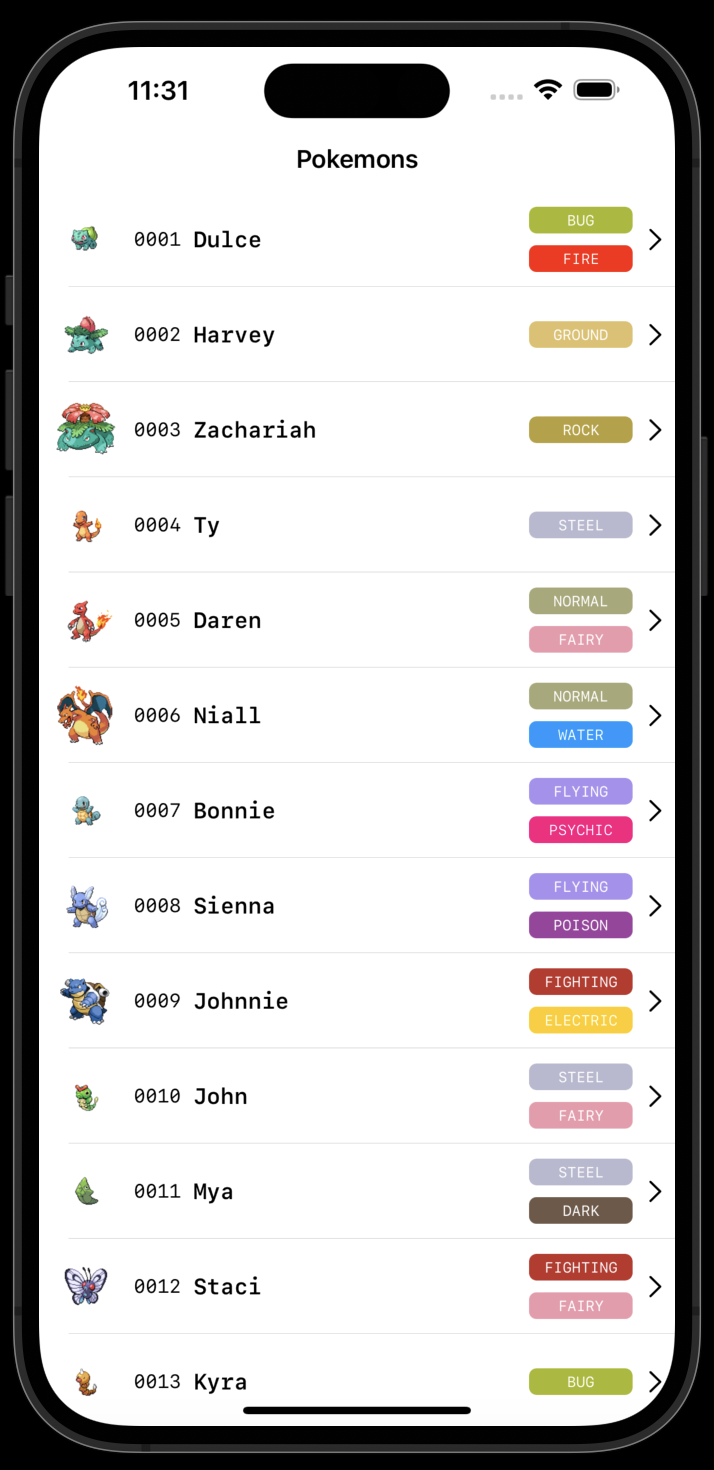 11:31
Pokemons
0001 Dulce
BUG
FIRE
0002 Harvey
GROUND
0003 Zachariah
ROCK
0004 Ty
STEEL
0005 Daren
NORMAL
FAIRY
0006 Niall
NORMAL
WATER
0007 Bonnie
FLYING
PSYCHIC
0008 Sienna
FLYING
POISON
0009 Johnnie
FIGHTING
ELECTRIC
0010 John
STEEL
FAIRY
0011 Mya
STEEL
DARK
0012 Staci
FIGHTING
FAIRY
0013 Kyra
BUG